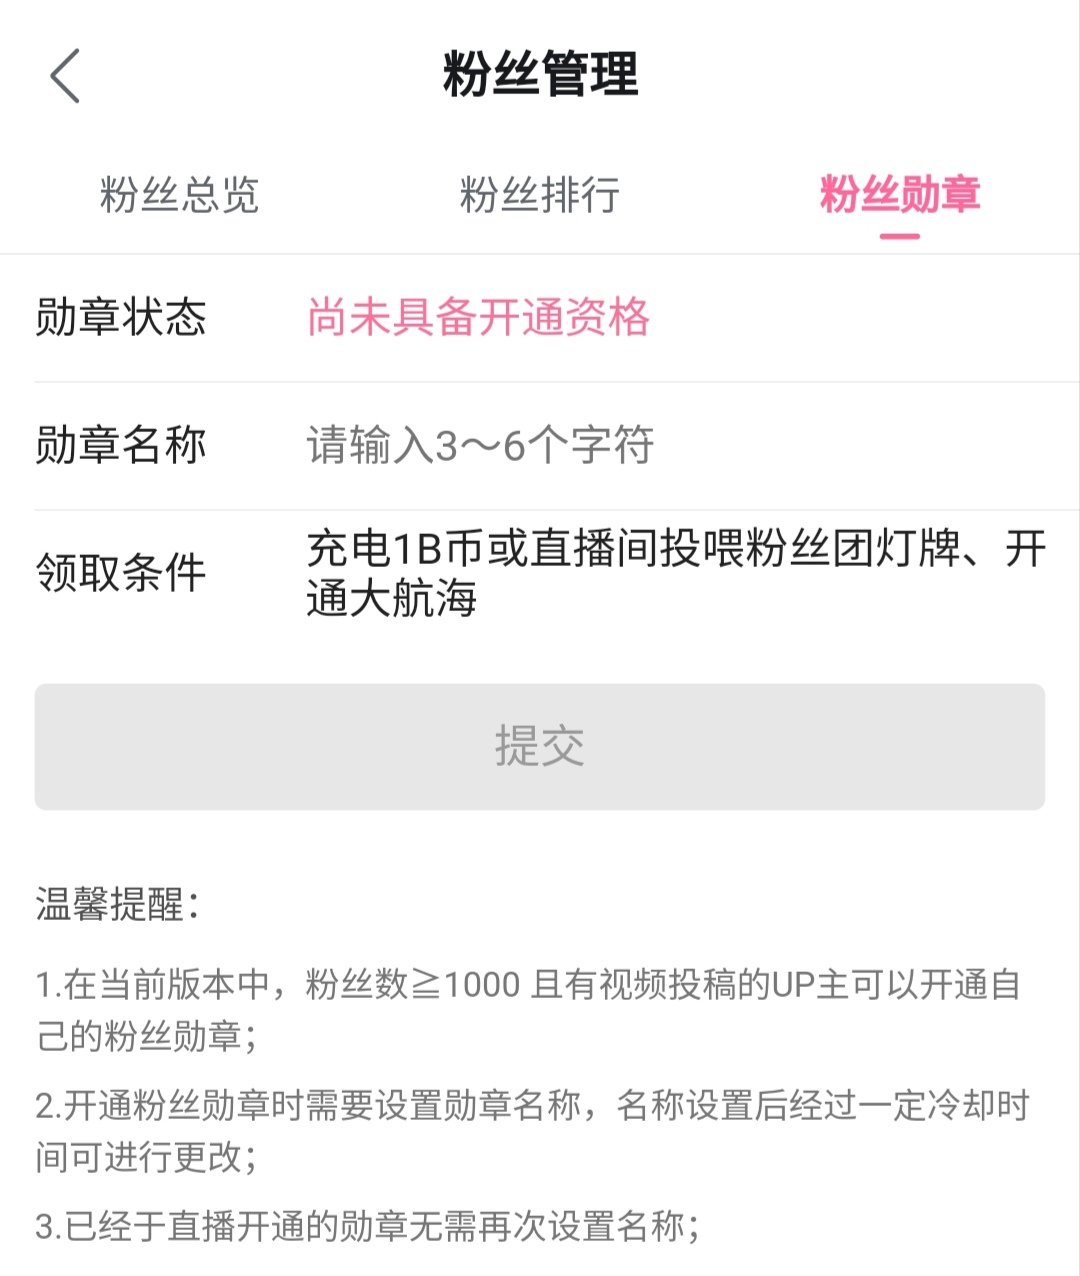 粉丝管理
粉丝总览 粉丝排行 粉丝勋章
勋章状态 尚未具备开通资格
勋章名称 请输入3～6个字符
领取条件 充电1B币或直播间投喂粉丝团灯牌、开
通大航海
提交
温馨提醒：
1.在当前版本中，粉丝数≧1000 且有视频投稿的UP主可以开通自
己的粉丝勋章；
2.开通粉丝勋章时需要设置勋章名称，名称设置后经过一定冷却时
间可进行更改；
3.已经于直播开通的勋章无需再次设置名称；